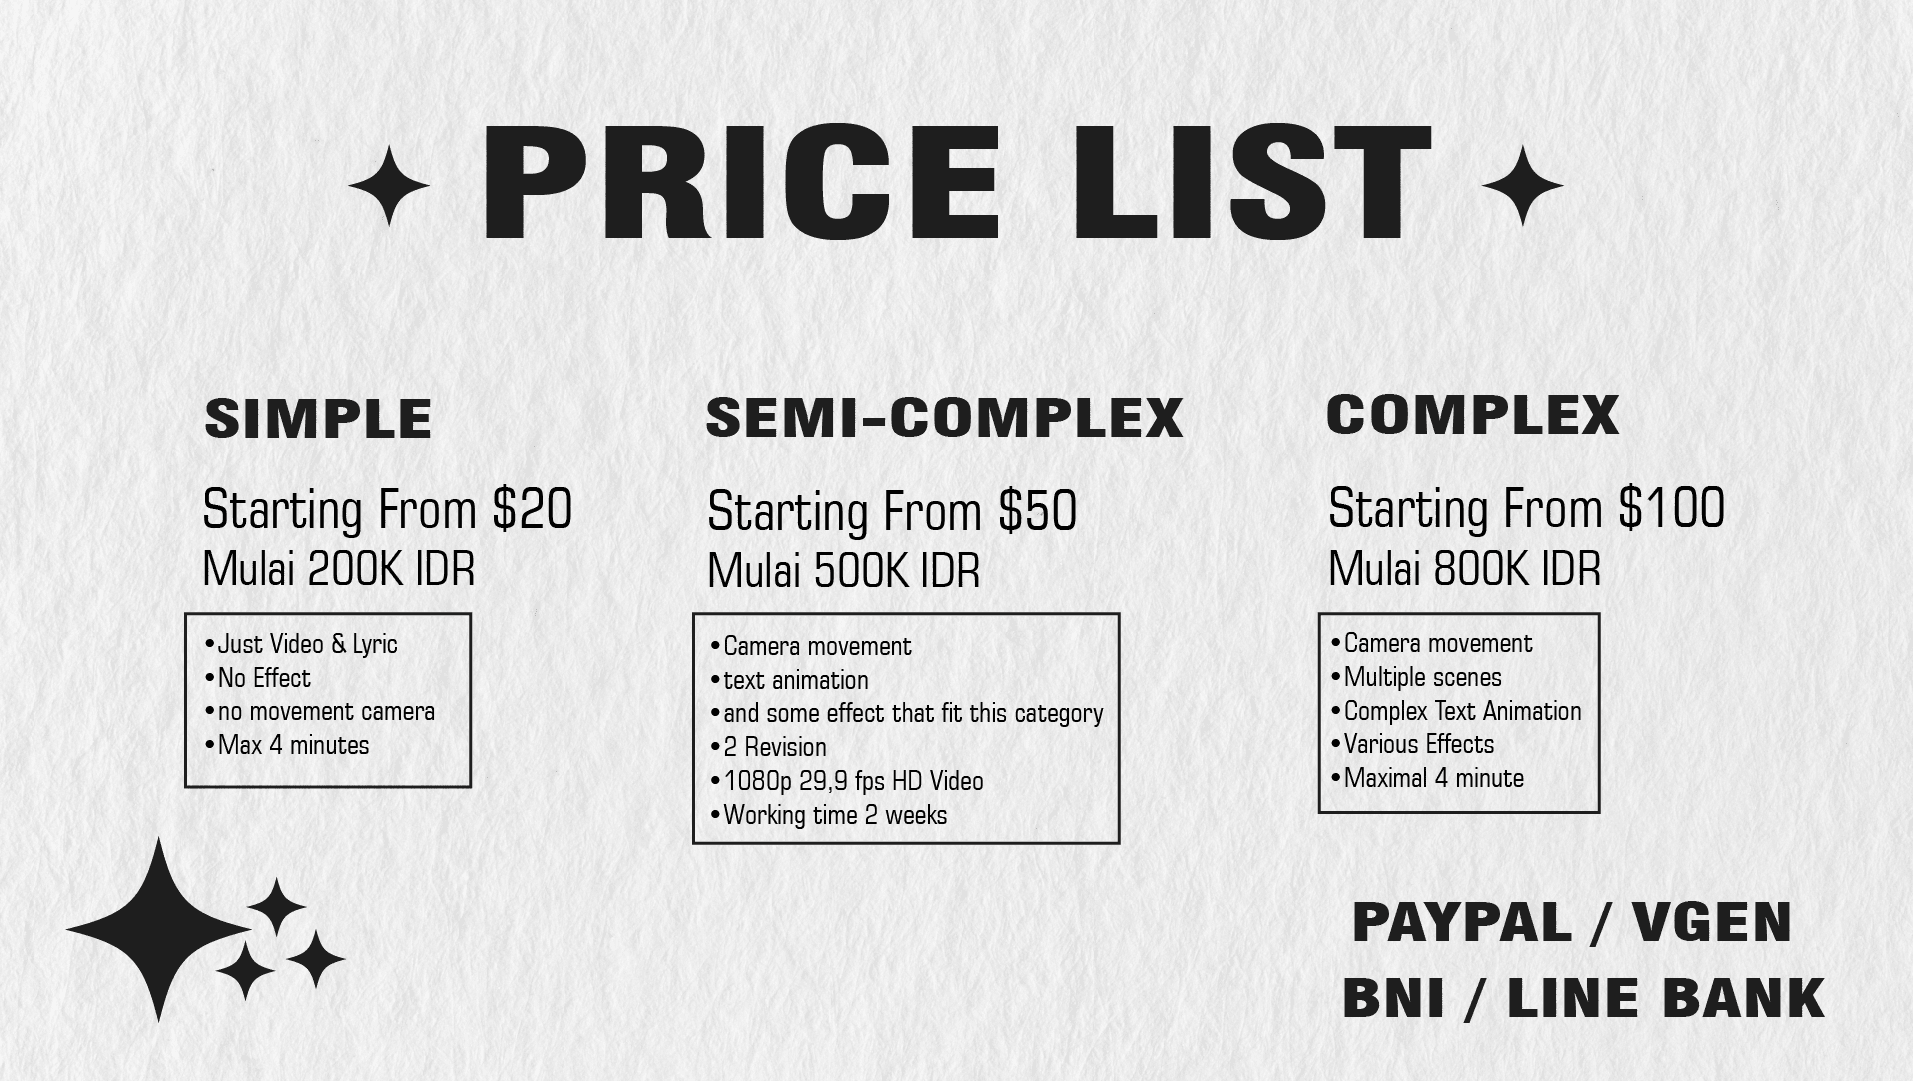 PRICE LIST
SIMPLE
Starting From $20
Mulai 200K IDR
•Just Video & Lyric
•No Effect
•no movement camera
•Max 4 minutes
SEMI-COMPLEX
Starting From $50
Mulai 500K IDR
•Camera movement
•text animation
•and some effect that fit this category
•2 Revision
•1080p 29,9 fps HD Video
•Working time 2 weeks
COMPLEX
Starting From $100
Mulai 800K IDR
•Camera movement
•Multiple scenes
•Complex Text Animation
•Various Effects
•Maximal 4 minute
PAYPAL / VGEN
BNI / LINE BANK